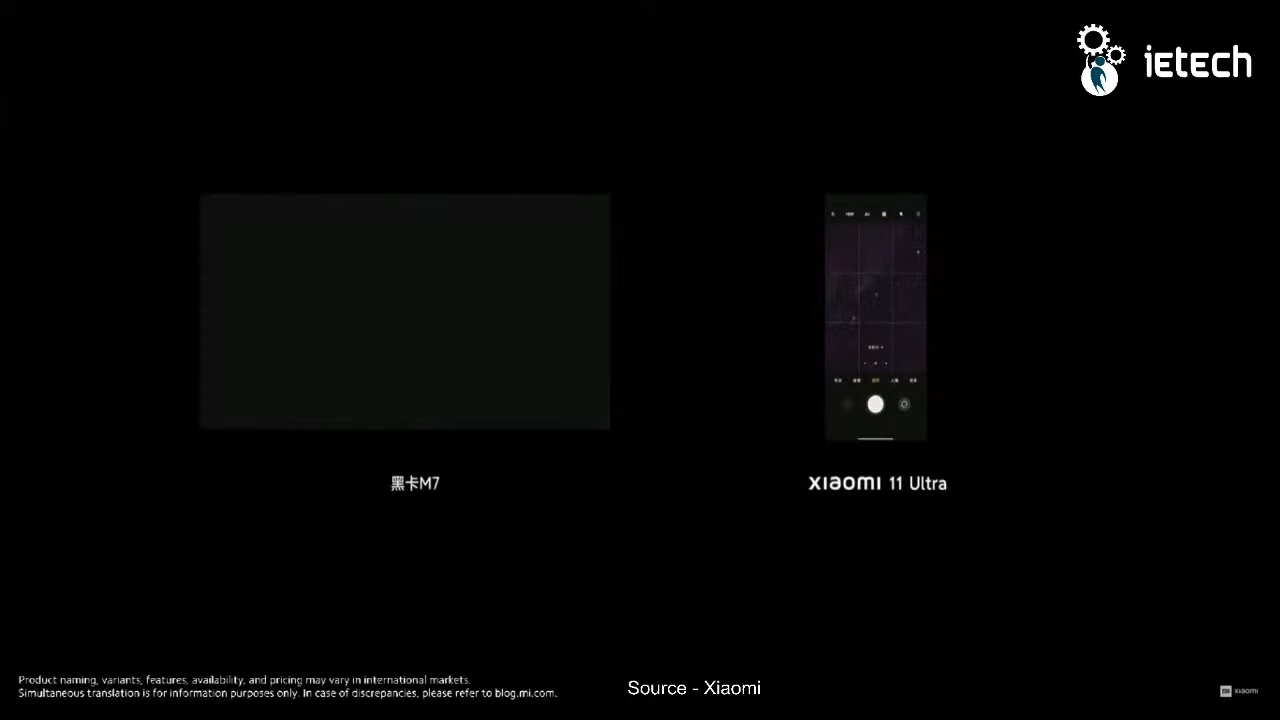 ietech
黑卡M7
xiaomi 11 Ultra
Product naming, variants, features, availability, and pricing may vary in international markets.
Simultaneous translation is for information purposes only. In case of discrepancies, please refer to blog.mi.com.
Source - Xiaomi
mi xiaomi